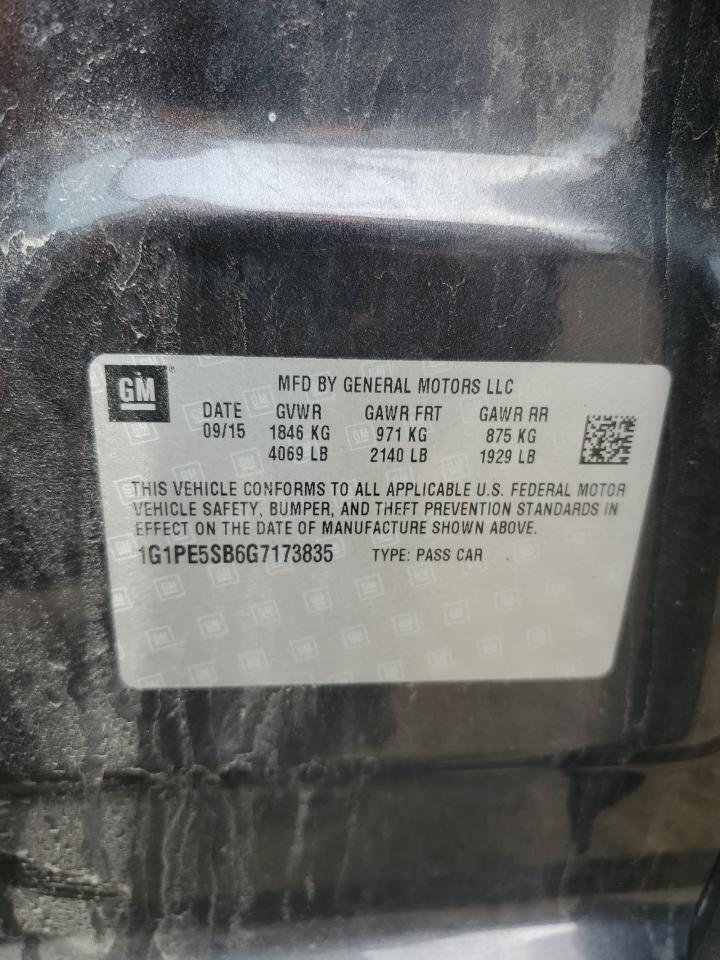 GM ®
MFD BY GENERAL MOTORS LLC
DATE GVWR GAWR FRT GAWR RR
09/15 1846 KG 971 KG 875 KG
4069 LB 2140 LB 1929 LB
THIS VEHICLE CONFORMS TO ALL APPLICABLE U.S. FEDERAL MOTOR
VEHICLE SAFETY, BUMPER, AND THEFT PREVENTION STANDARDS IN
EFFECT ON THE DATE OF MANUFACTURE SHOWN ABOVE.
1G1PE5SB6G7173835 TYPE: PASS CAR